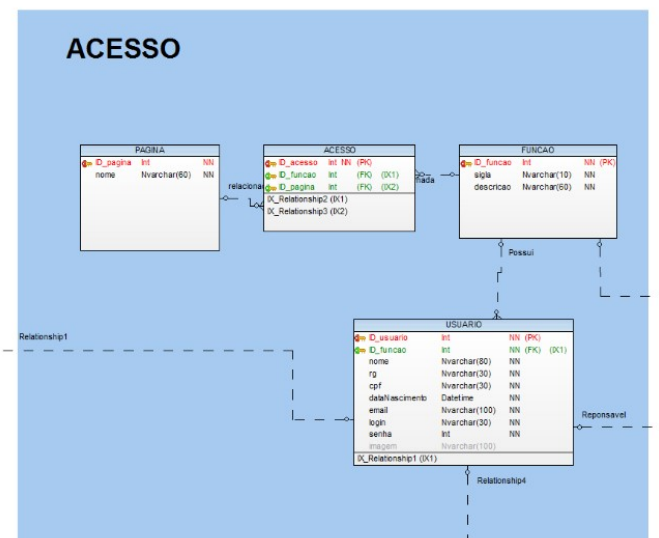 ACESSO
PAGINA
ID_pagina Int NN
nome Nvarchar(60) NN
ACESSO
ID_acesso Int NN (PK)
ID_funcao Int (FK) (IX1)
ID_pagina Int (FK) (IX2)
IX_Relationship2 (IX1)
IX_Relationship3 (IX2)
FUNCAO
ID_funcao Int NN (PK)
sigla Nvarchar(10) NN
descricao Nvarchar(60) NN
Possui
Relationship1
USUARIO
ID_usuario Int NN (PK)
ID_funcao Int NN (FK) (IX1)
nome Nvarchar(80) NN
rg Nvarchar(30) NN
cpf Nvarchar(30) NN
dataNascimento Datetime NN
email Nvarchar(100) NN
login Nvarchar(30) NN
senha Int NN
imagem Nvarchar(100)
IX_Relationship1 (IX1)
Reponsavel
Relationship4